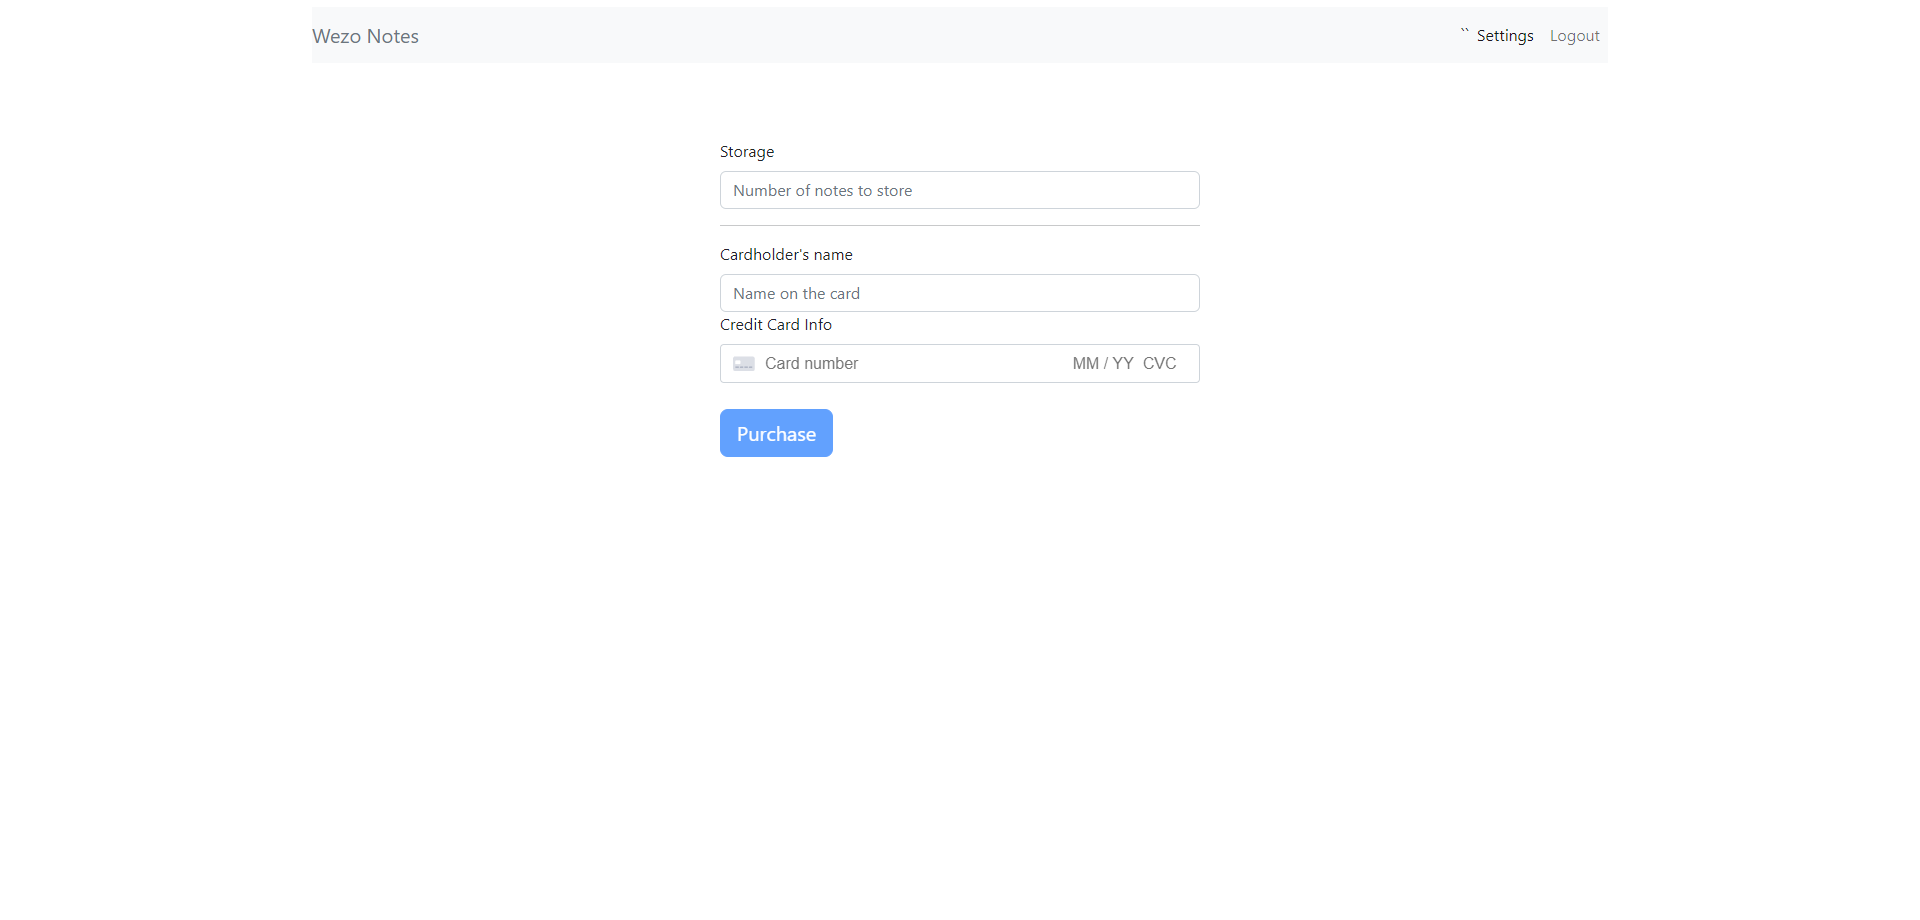 Wezo Notes
`` Settings Logout
Storage
Number of notes to store
Cardholder's name
Name on the card
Credit Card Info
Card number MM / YY CVC
Purchase